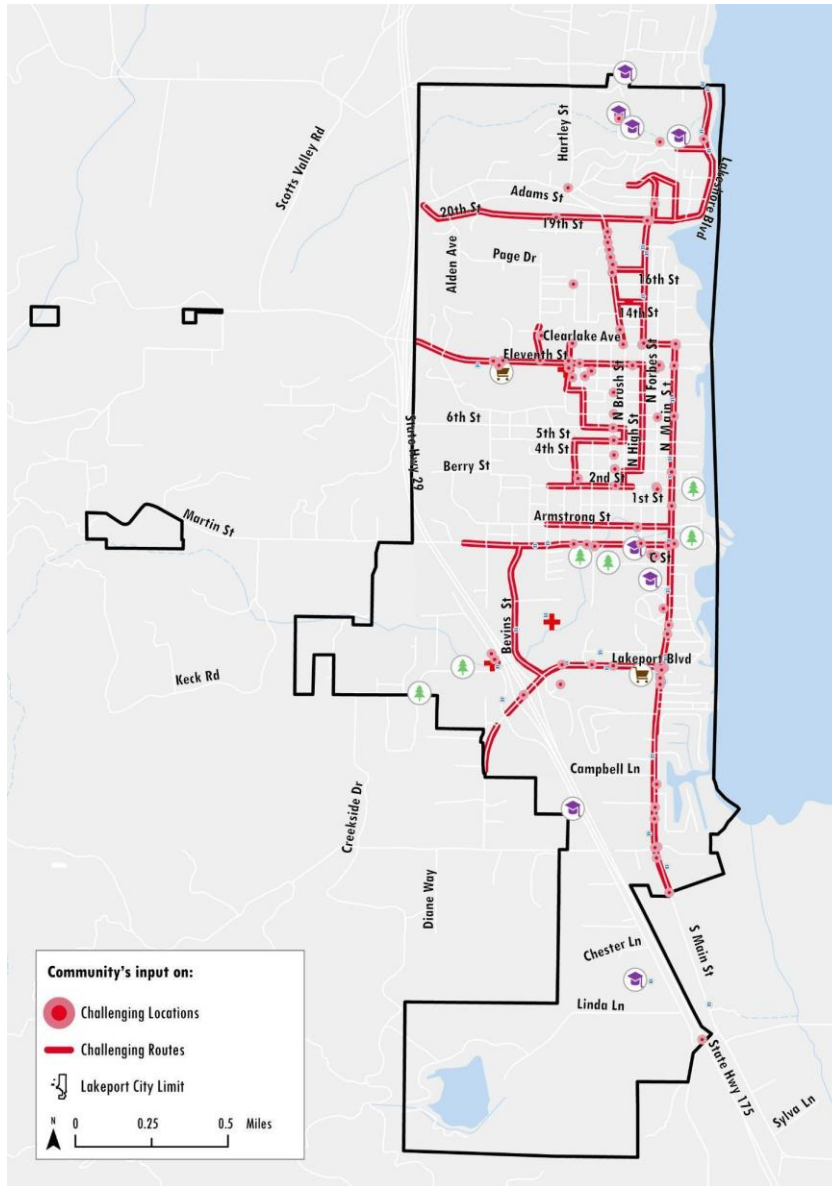 Hartley St
Scotts Valley Rd
Lakeshore Blvd
Adams St
20th St
19th St
Alden Ave
Page Dr
16th St
14th St
Clearlake Ave
Eleventh St
N Brush St
N Forbes St
N High St
N Main St
State Hwy 29
6th St
5th St
4th St
Berry St
2nd St
1st St
Martin St
Armstrong St
C St
Bevins St
Lakeport Blvd
Keck Rd
Campbell Ln
Creekside Dr
Diane Way
Chester Ln
S Main St
Linda Ln
State Hwy 175
Sylva Ln
Community's input on:
Challenging Locations
Challenging Routes
Lakeport City Limit
N
0 0.25 0.5 Miles